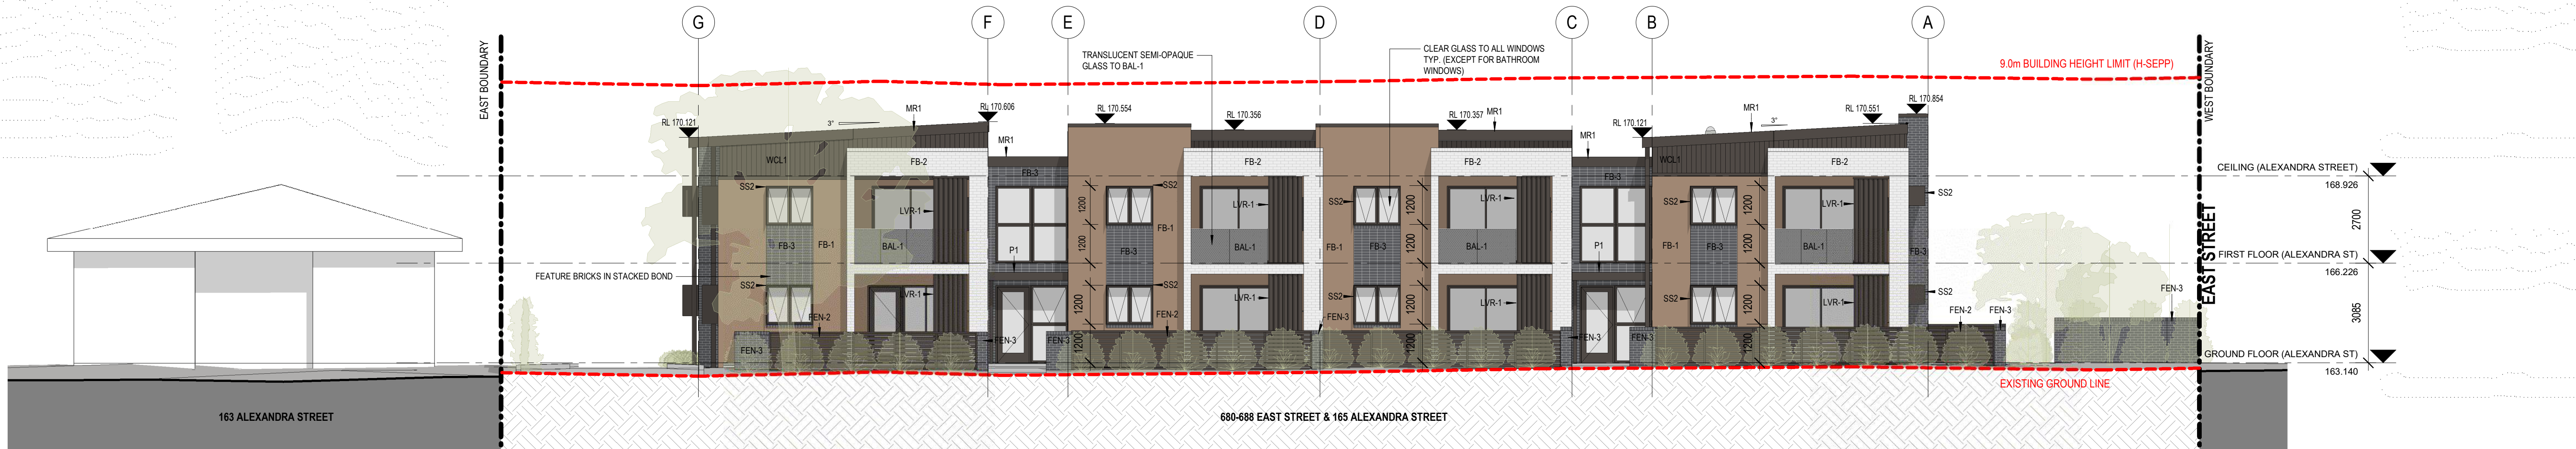 G
F
E
D
C
B
A
EAST BOUNDARY
TRANSLUCENT SEMI-OPAQUE
GLASS TO BAL-1
CLEAR GLASS TO ALL WINDOWS
TYP. (EXCEPT FOR BATHROOM
WINDOWS)
9.0m BUILDING HEIGHT LIMIT (H-SEPP)
WEST BOUNDARY
RL 170.121
3°
MR1
RL 170.606
RL 170.554
RL 170.356
RL 170.357
MR1
RL 170.121
MR1
3°
RL 170.551
RL 170.854
MR1
MR1
WCL1
FB-2
FB-3
FB-2
FB-2
FB-3
WCL1
FB-2
CEILING (ALEXANDRA STREET)
168.926
SS2
SS2
SS2
SS2
SS2
LVR-1
LVR-1
LVR-1
LVR-1
1200
1200
1200
1200
2700
FB-3
FB-1
BAL-1
P1
1200
FB-3
FB-1
BAL-1
FB-1
FB-3
1200
BAL-1
P1
FB-1
FB-3
1200
BAL-1
FB-3
FIRST FLOOR (ALEXANDRA ST)
166.226
EAST STREET
FEATURE BRICKS IN STACKED BOND
SS2
LVR-1
SS2
1200
LVR-1
SS2
1200
LVR-1
SS2
1200
LVR-1
SS2
FEN-3
3085
FEN-2
FEN-2
FEN-3
FEN-2
FEN-3
FEN-3
FEN-3
FEN-3
1200
1200
FEN-3
FEN-3
1200
GROUND FLOOR (ALEXANDRA ST)
163.140
EXISTING GROUND LINE
163 ALEXANDRA STREET
680-688 EAST STREET & 165 ALEXANDRA STREET